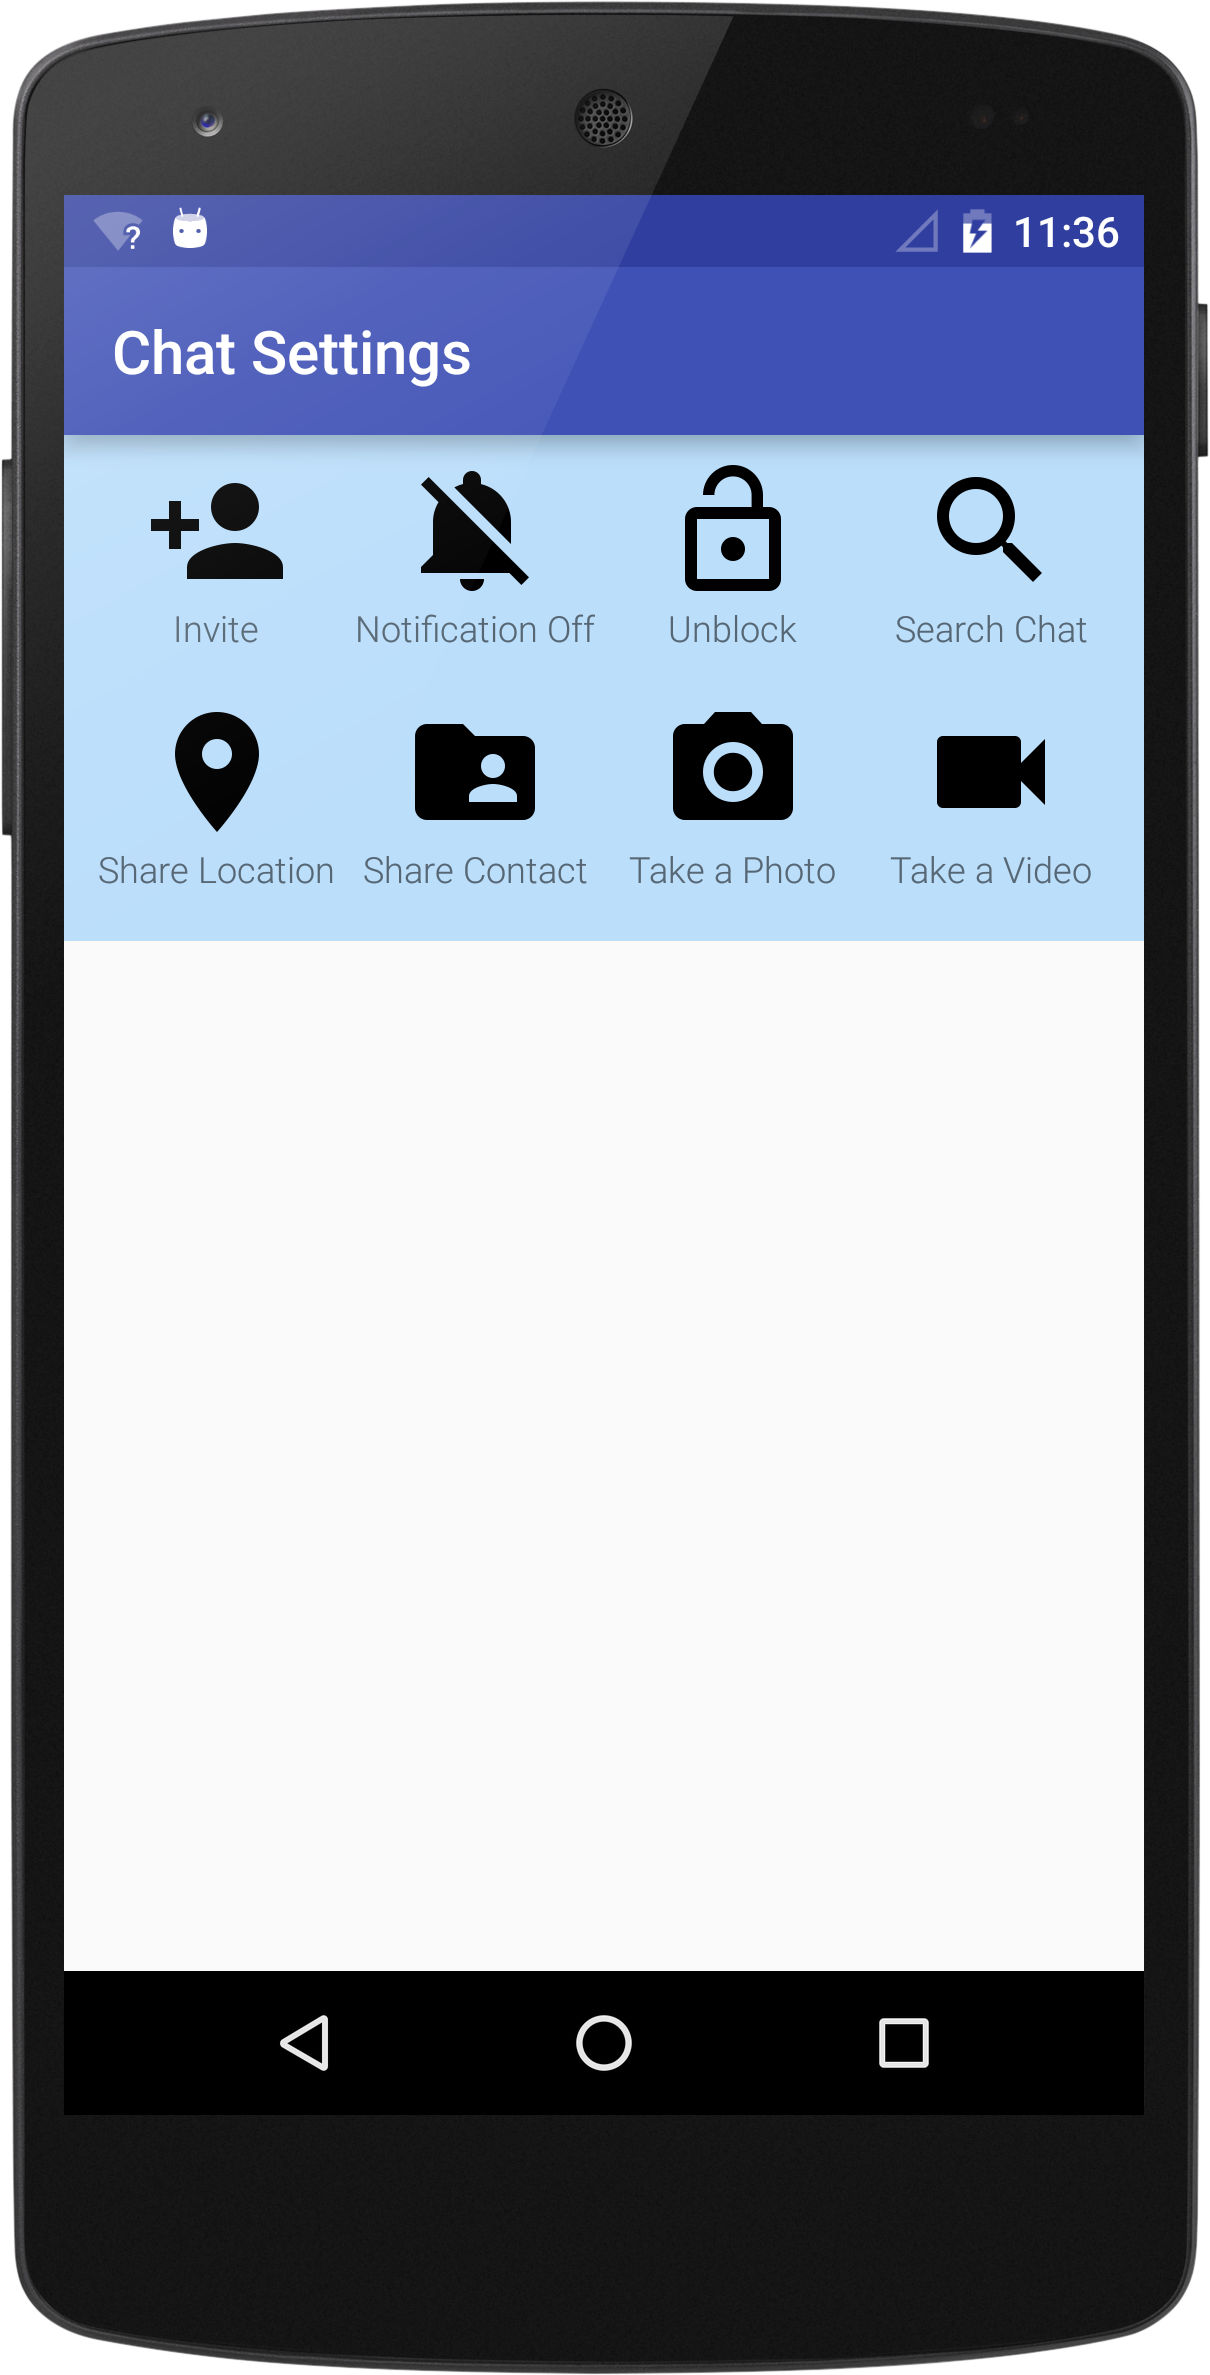 ?
11:36
Chat Settings
Invite Notification Off Unblock Search Chat
Share Location Share Contact Take a Photo Take a Video